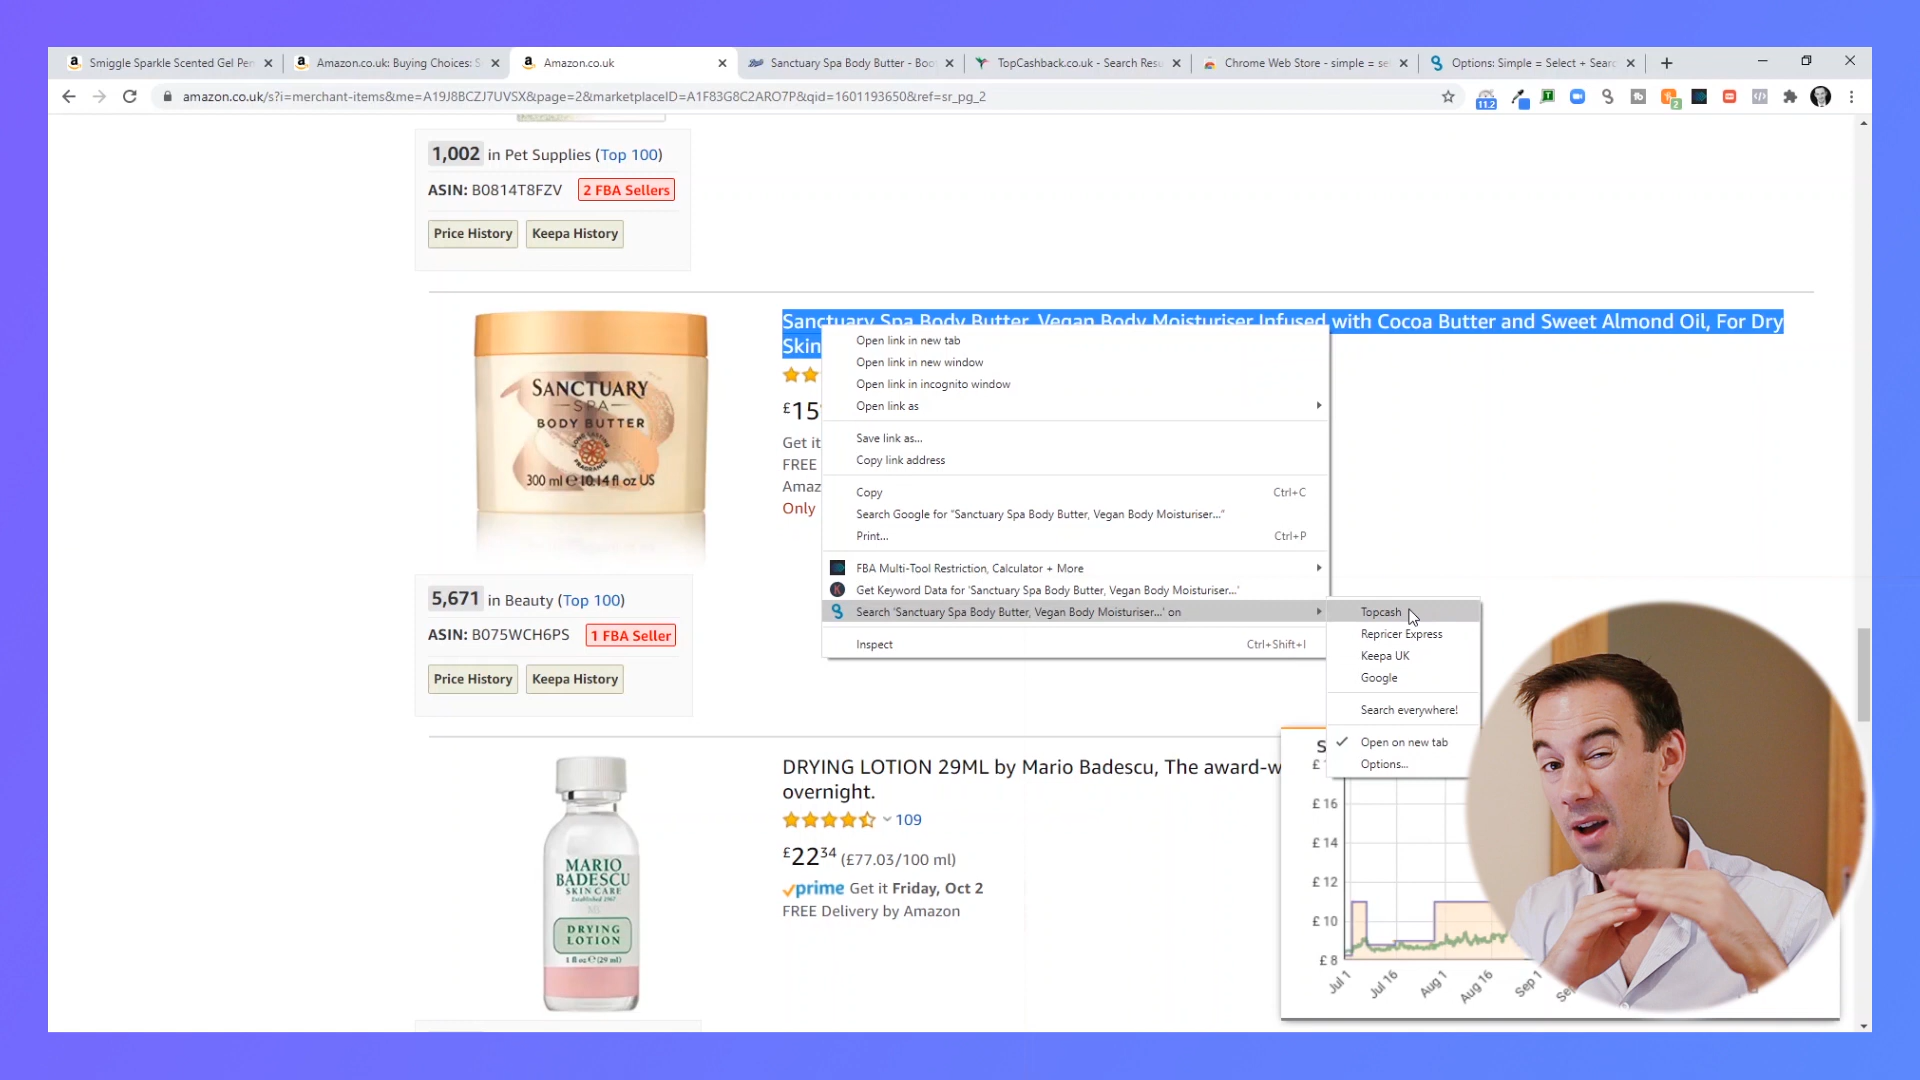 Smiggle Sparkle Scented Gel Pen
Amazon.co.uk: Buying Choices: S
Amazon.co.uk
Sanctuary Spa Body Butter - Boo
TopCashback.co.uk - Search Resu
Chrome Web Store - simple = se
Options: Simple = Select + Searc
amazon.co.uk/s?i=merchant-items&me=A19J8BCZJ7UVSX&page=2&marketplaceID=A1F83G8C2ARO7P&qid=1601193650&ref=sr_pg_2
11.2
2
1,002 in Pet Supplies (Top 100)
ASIN: B0814T8FZV 2 FBA Sellers
Price History Keepa History
SANCTUARY
SPA
BODY BUTTER
300 ml e 10.14 fl oz US
Sanctuary Spa Body Butter, Vegan Body Moisturiser Infused with Cocoa Butter and Sweet Almond Oil, For Dry
Skin
£15
Get it
FREE
Amaz
Only
Open link in new tab
Open link in new window
Open link in incognito window
Open link as
Save link as...
Copy link address
Copy Ctrl+C
Search Google for “Sanctuary Spa Body Butter, Vegan Body Moisturiser...”
Print... Ctrl+P
FBA Multi-Tool Restriction, Calculator + More
Get Keyword Data for 'Sanctuary Spa Body Butter, Vegan Body Moisturiser...'
Search 'Sanctuary Spa Body Butter, Vegan Body Moisturiser...' on
Inspect Ctrl+Shift+I
Topcash
Repricer Express
Keepa UK
Google
Search everywhere!
Open on new tab
Options...
5,671 in Beauty (Top 100)
ASIN: B075WCH6PS 1 FBA Seller
Price History Keepa History
MARIO
BADESCU
SKIN CARE
DRYING
LOTION
1 fl oz e (29 ml)
DRYING LOTION 29ML by Mario Badescu, The award-w
overnight.
109
£22 34 (£77.03/100 ml)
prime Get it Friday, Oct 2
FREE Delivery by Amazon
S
£
£ 16
£ 14
£ 12
£ 10
£ 8
Jul 1
Jul 16
Aug 1
Aug 16
Sep 1